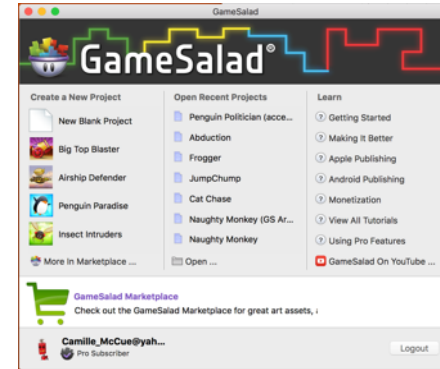 GameSalad
GameSalad®
Create a New Project
New Blank Project
Big Top Blaster
Airship Defender
Penguin Paradise
Insect Intruders
More In Marketplace ...
Open Recent Projects
Penguin Politician (acce...
Abduction
Frogger
JumpChump
Cat Chase
Naughty Monkey (GS Ar...
Naughty Monkey
Open ...
Learn
Getting Started
Making It Better
Apple Publishing
Android Publishing
Monetization
View All Tutorials
Using Pro Features
GameSalad On YouTube ...
GameSalad Marketplace
Check out the GameSalad Marketplace for great art assets,
Camille_McCue@yah...
Pro Subscriber
Logout